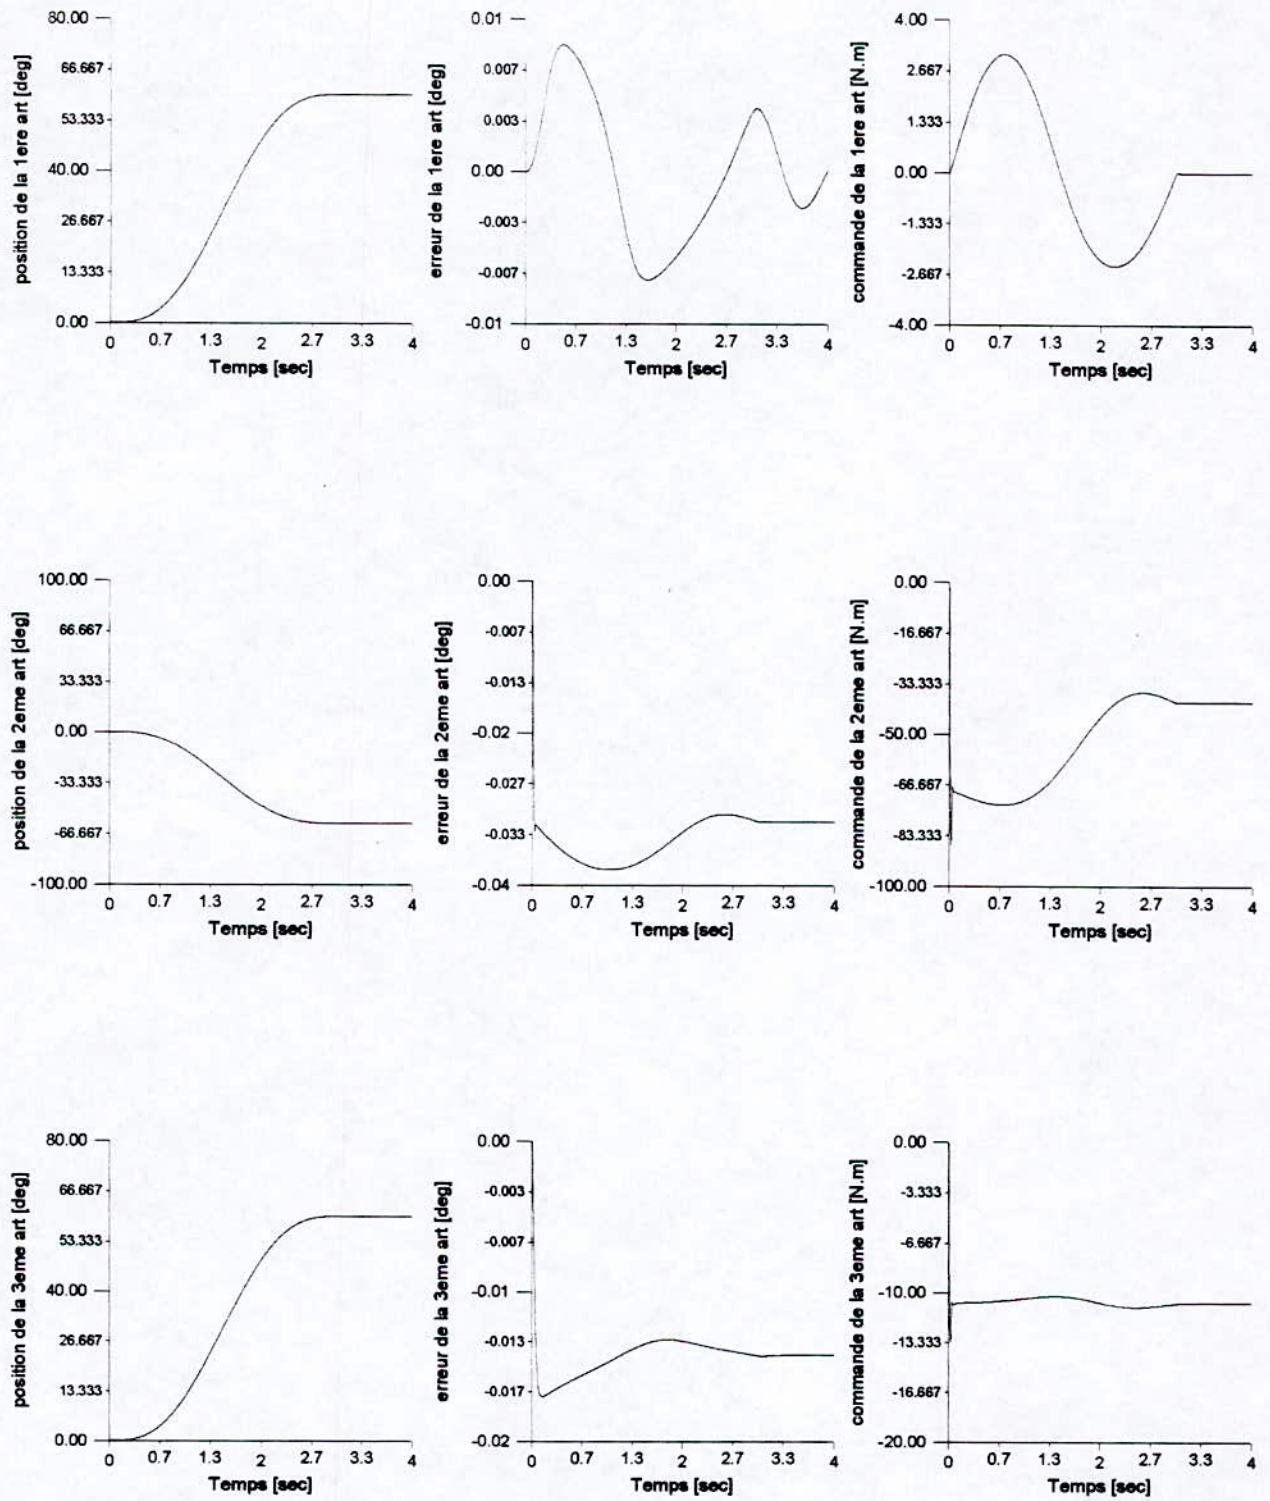 position de la 1ere art [deg]
80.00
66.667
53.333
40.00
26.667
13.333
0.00
0 0.7 1.3 2 2.7 3.3 4
Temps [sec]
erreur de la 1ere art [deg]
0.01
0.007
0.003
0.00
-0.003
-0.007
-0.01
0 0.7 1.3 2 2.7 3.3 4
Temps [sec]
commande de la 1ere art [N.m]
4.00
2.667
1.333
0.00
-1.333
-2.667
-4.00
0 0.7 1.3 2 2.7 3.3 4
Temps [sec]
position de la 2eme art [deg]
100.00
66.667
33.333
0.00
-33.333
-66.667
-100.00
0 0.7 1.3 2 2.7 3.3 4
Temps [sec]
erreur de la 2eme art [deg]
0.00
-0.007
-0.013
-0.02
-0.027
-0.033
-0.04
0 0.7 1.3 2 2.7 3.3 4
Temps [sec]
commande de la 2eme art [N.m]
0.00
-16.667
-33.333
-50.00
-66.667
-83.333
-100.00
0 0.7 1.3 2 2.7 3.3 4
Temps [sec]
position de la 3eme art [deg]
80.00
66.667
53.333
40.00
26.667
13.333
0.00
0 0.7 1.3 2 2.7 3.3 4
Temps [sec]
erreur de la 3eme art [deg]
0.00
-0.003
-0.007
-0.01
-0.013
-0.017
-0.02
0 0.7 1.3 2 2.7 3.3 4
Temps [sec]
commande de la 3eme art [N.m]
0.00
-3.333
-6.667
-10.00
-13.333
-16.667
-20.00
0 0.7 1.3 2 2.7 3.3 4
Temps [sec]